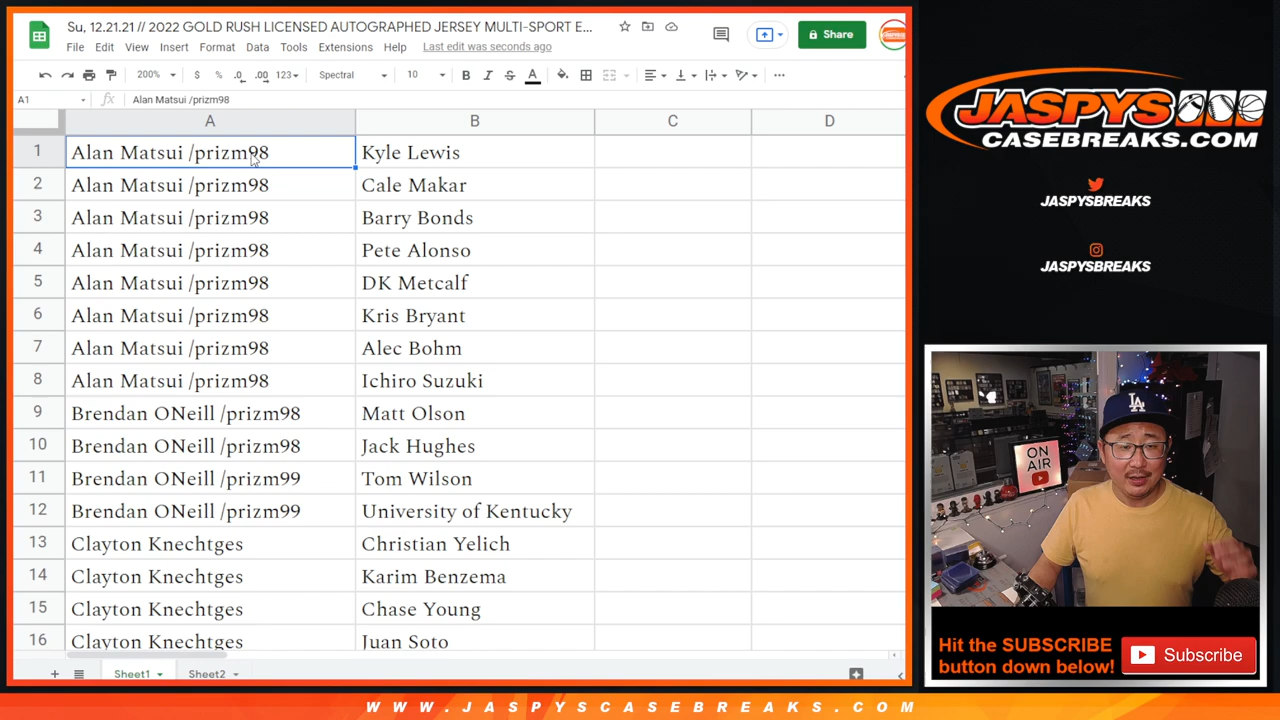 Su, 12.21.21 // 2022 GOLD RUSH LICENSED AUTOGRAPHED JERSEY MULTI-SPORT E...
File Edit View Insert Format Data Tools Extensions Help Last edit was seconds ago
Share
200% $ % .0 .00 123 Spectral 10 B I S A
A1 fx Alan Matsui /prizm98
A B C D
1 Alan Matsui /prizm98 Kyle Lewis
2 Alan Matsui /prizm98 Cale Makar
3 Alan Matsui /prizm98 Barry Bonds
4 Alan Matsui /prizm98 Pete Alonso
5 Alan Matsui /prizm98 DK Metcalf
6 Alan Matsui /prizm98 Kris Bryant
7 Alan Matsui /prizm98 Alec Bohm
8 Alan Matsui /prizm98 Ichiro Suzuki
9 Brendan ONeill /prizm98 Matt Olson
10 Brendan ONeill /prizm98 Jack Hughes
11 Brendan ONeill /prizm99 Tom Wilson
12 Brendan ONeill /prizm99 University of Kentucky
13 Clayton Knechtges Christian Yelich
14 Clayton Knechtges Karim Benzema
15 Clayton Knechtges Chase Young
16 Clayton Knechtges Juan Soto
Sheet1 Sheet2
JASPYS
CASEBREAKS.COM
JASPYSBREAKS
JASPYSBREAKS
ON
AIR
LA
Hit the SUBSCRIBE
button down below!
Subscribe
WWW.JASPYSCASEBREAKS.COM